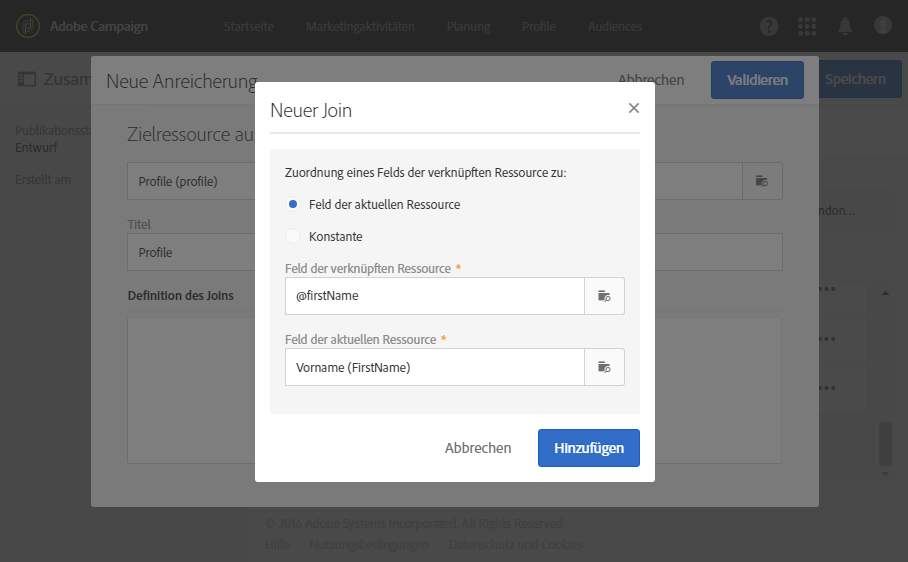 Adobe Campaign
Startseite Marketingaktivitäten Planung Profile Audiences
Zusam
Neue Anreicherung
Abbrechen
Validieren
Speichern
Publikationssta
Entwurf
Erstellt am
Zielressource au
Profile (profile)
Titel
Profile
Definition des Joins
ndon...
Neuer Join
Zuordnung eines Felds der verknüpften Ressource zu:
Feld der aktuellen Ressource
Konstante
Feld der verknüpften Ressource *
@firstName
Feld der aktuellen Ressource *
Vorname (FirstName)
Abbrechen
Hinzufügen
© 2016 Adobe Systems Incorporated. All Rights Reserved.
Hilfe Nutzungsbedingungen Datenschutz und Cookies